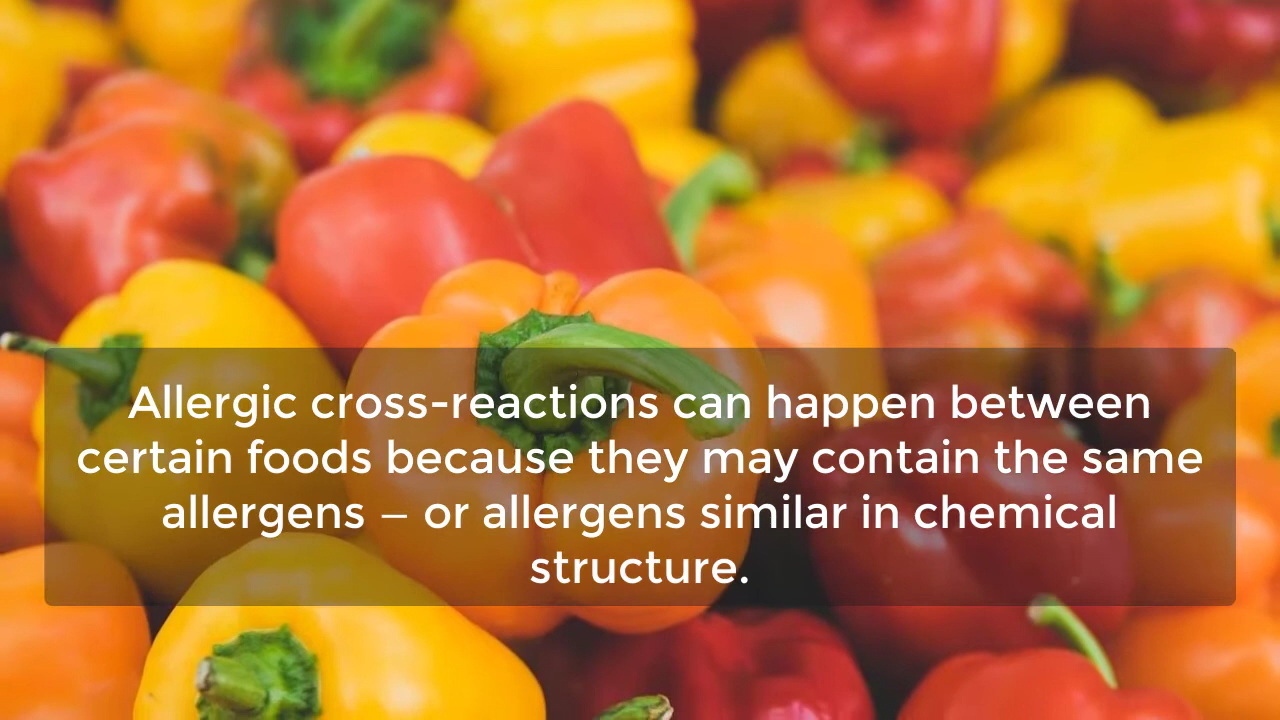 Allergic cross-reactions can happen between
certain foods because they may contain the same
allergens – or allergens similar in chemical
structure.